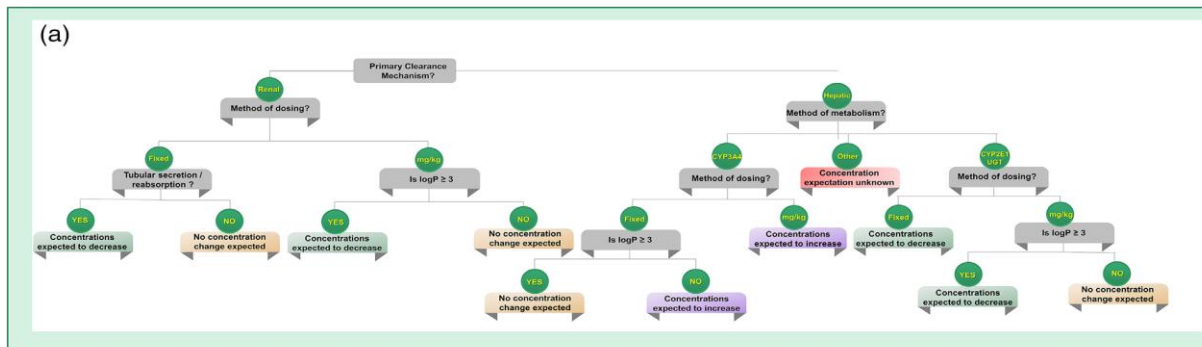 (a)
Primary Clearance
Mechanism?
Renal
Method of dosing?
Hepatic
Method of metabolism?
Fixed
Tubular secretion /
reabsorption ?
mg/kg
Is logP ≥ 3
CYP3A4
Method of dosing?
Other
Concentration
expectation unknown
CYP2E1
UGT
Method of dosing?
YES
Concentrations
expected to decrease
NO
No concentration
change expected
YES
Concentrations
expected to decrease
NO
No concentration
change expected
Fixed
Is logP ≥ 3
mg/kg
Concentrations
expected to increase
Fixed
Concentrations
expected to decrease
mg/kg
Is logP ≥ 3
YES
No concentration
change expected
NO
Concentrations
expected to increase
YES
Concentrations
expected to decrease
NO
No concentration
change expected